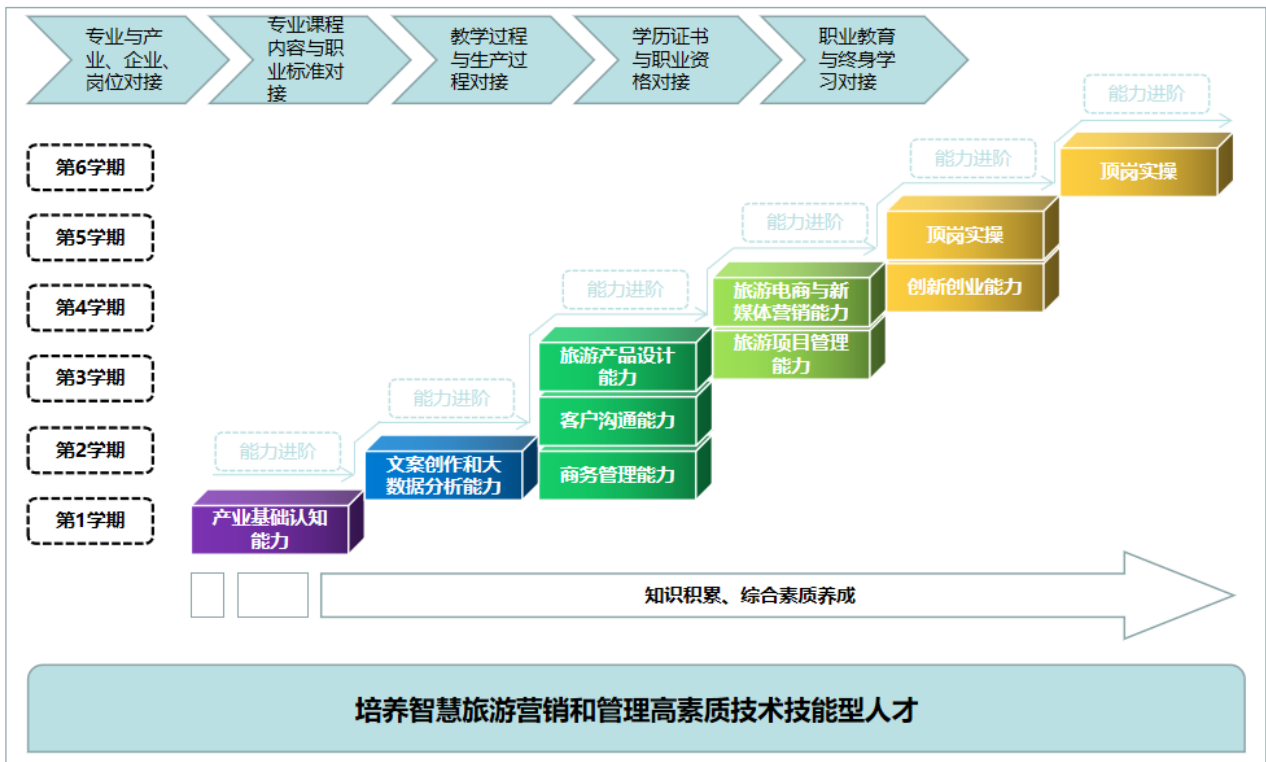 专业与产
业、企业、
岗位对接
专业课程
内容与职
业标准对
接
教学过程
与生产过
程对接
学历证书
与职业资
格对接
职业教育
与终身学
习对接
能力进阶
第6学期
能力进阶
顶岗实操
第5学期
能力进阶
顶岗实操
第4学期
能力进阶
旅游电商与新
媒体营销能力
创新创业能力
第3学期
能力进阶
旅游产品设计
能力
旅游项目管理
能力
第2学期
能力进阶
文案创作和大
数据分析能力
客户沟通能力
商务管理能力
第1学期
产业基础认知
能力
知识积累、综合素质养成
培养智慧旅游营销和管理高素质技术技能型人才